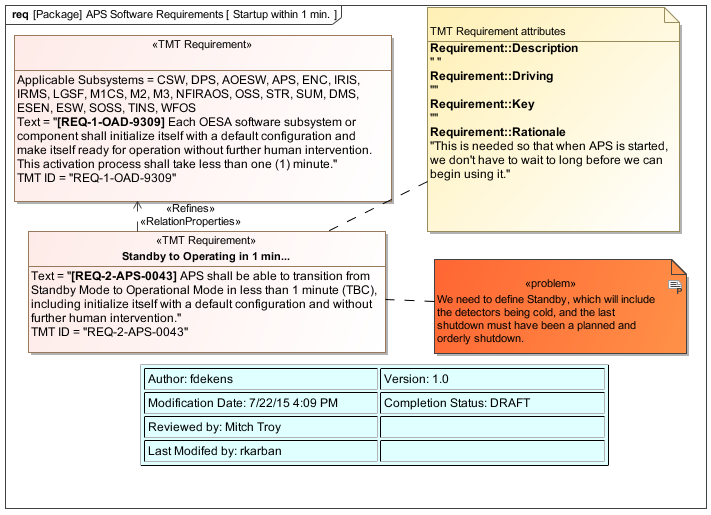 req [Package] APS Software Requirements [ Startup within 1 min. ]
«TMT Requirement»
Applicable Subsystems = CSW, DPS, AOESW, APS, ENC, IRIS,
IRMS, LGSF, M1CS, M2, M3, NFIRAOS, OSS, STR, SUM, DMS,
ESEN, ESW, SOSS, TINS, WFOS
Text = "[REQ-1-OAD-9309] Each OESA software subsystem or
component shall initialize itself with a default configuration and
make itself ready for operation without further human intervention.
This activation process shall take less than one (1) minute."
TMT ID = "REQ-1-OAD-9309"
TMT Requirement attributes
Requirement::Description
" "
Requirement::Driving
""
Requirement::Key
""
Requirement::Rationale
"This is needed so that when APS is started,
we don't have to wait to long before we can
begin using it."
«Refines»
«RelationProperties»
«TMT Requirement»
Standby to Operating in 1 min...
Text = "[REQ-2-APS-0043] APS shall be able to transition from
Standby Mode to Operational Mode in less than 1 minute (TBC),
including initialize itself with a default configuration and without
further human intervention."
TMT ID = "REQ-2-APS-0043"
«problem»
We need to define Standby, which will include
the detectors being cold, and the last
shutdown must have been a planned and
orderly shutdown.
Author: fdekens
Version: 1.0
Modification Date: 7/22/15 4:09 PM
Completion Status: DRAFT
Reviewed by: Mitch Troy
Last Modifed by: rkarban